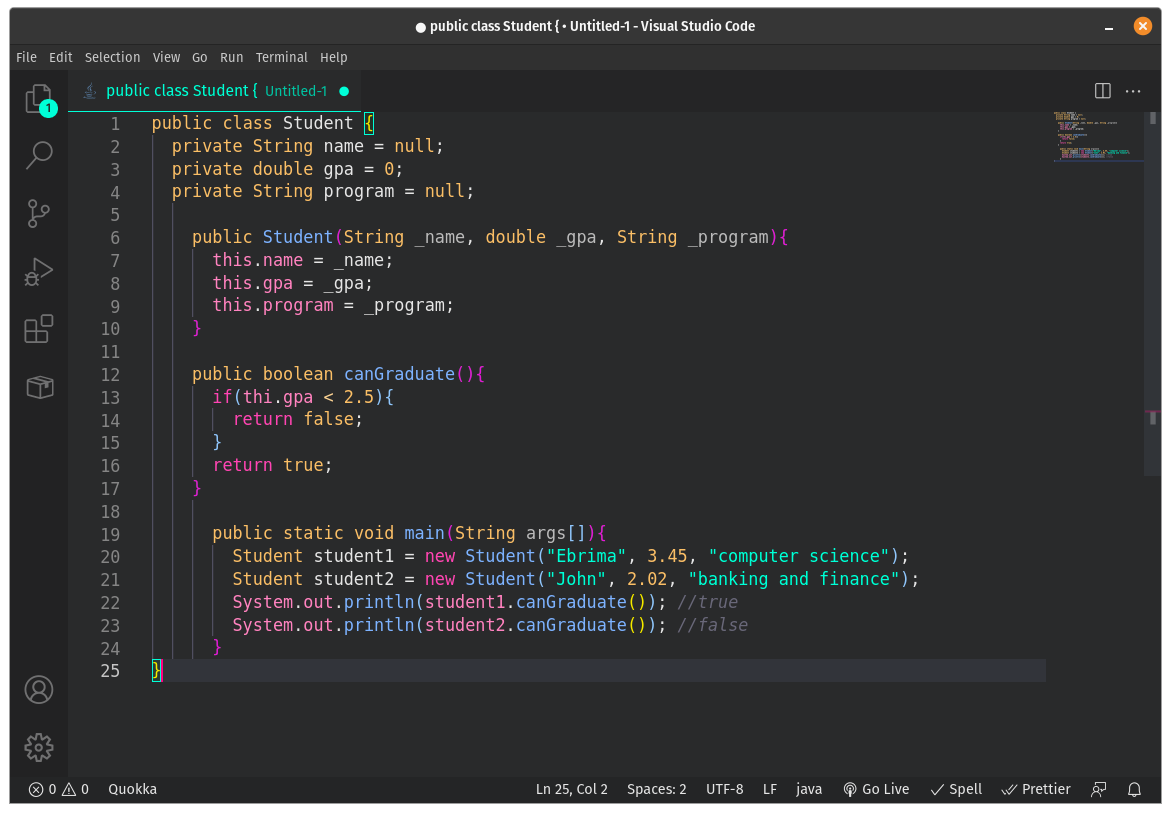 ● public class Student { • Untitled-1 - Visual Studio Code
File Edit Selection View Go Run Terminal Help
1
public class Student { Untitled-1 ●
1 public class Student {
2 private String name = null;
3 private double gpa = 0;
4 private String program = null;
5
6 public Student(String _name, double _gpa, String _program){
7 this.name = _name;
8 this.gpa = _gpa;
9 this.program = _program;
10 }
11
12 public boolean canGraduate(){
13 if(thi.gpa < 2.5){
14 return false;
15 }
16 return true;
17 }
18
19 public static void main(String args[]){
20 Student student1 = new Student("Ebrima", 3.45, "computer science");
21 Student student2 = new Student("John", 2.02, "banking and finance");
22 System.out.println(student1.canGraduate()); //true
23 System.out.println(student2.canGraduate()); //false
24 }
25 }
0 0 Quokka Ln 25, Col 2 Spaces: 2 UTF-8 LF java Go Live Spell Prettier